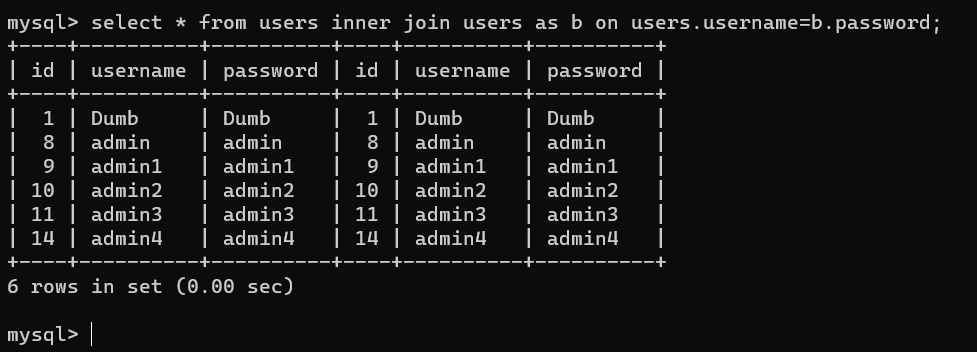 mysql> select * from users inner join users as b on users.username=b.password;
+----+----------+----------+----+----------+----------+
| id | username | password | id | username | password |
+----+----------+----------+----+----------+----------+
|  1 | Dumb     | Dumb     |  1 | Dumb     | Dumb     |
|  8 | admin    | admin    |  8 | admin    | admin    |
|  9 | admin1   | admin1   |  9 | admin1   | admin1   |
| 10 | admin2   | admin2   | 10 | admin2   | admin2   |
| 11 | admin3   | admin3   | 11 | admin3   | admin3   |
| 14 | admin4   | admin4   | 14 | admin4   | admin4   |
+----+----------+----------+----+----------+----------+
6 rows in set (0.00 sec)
mysql>